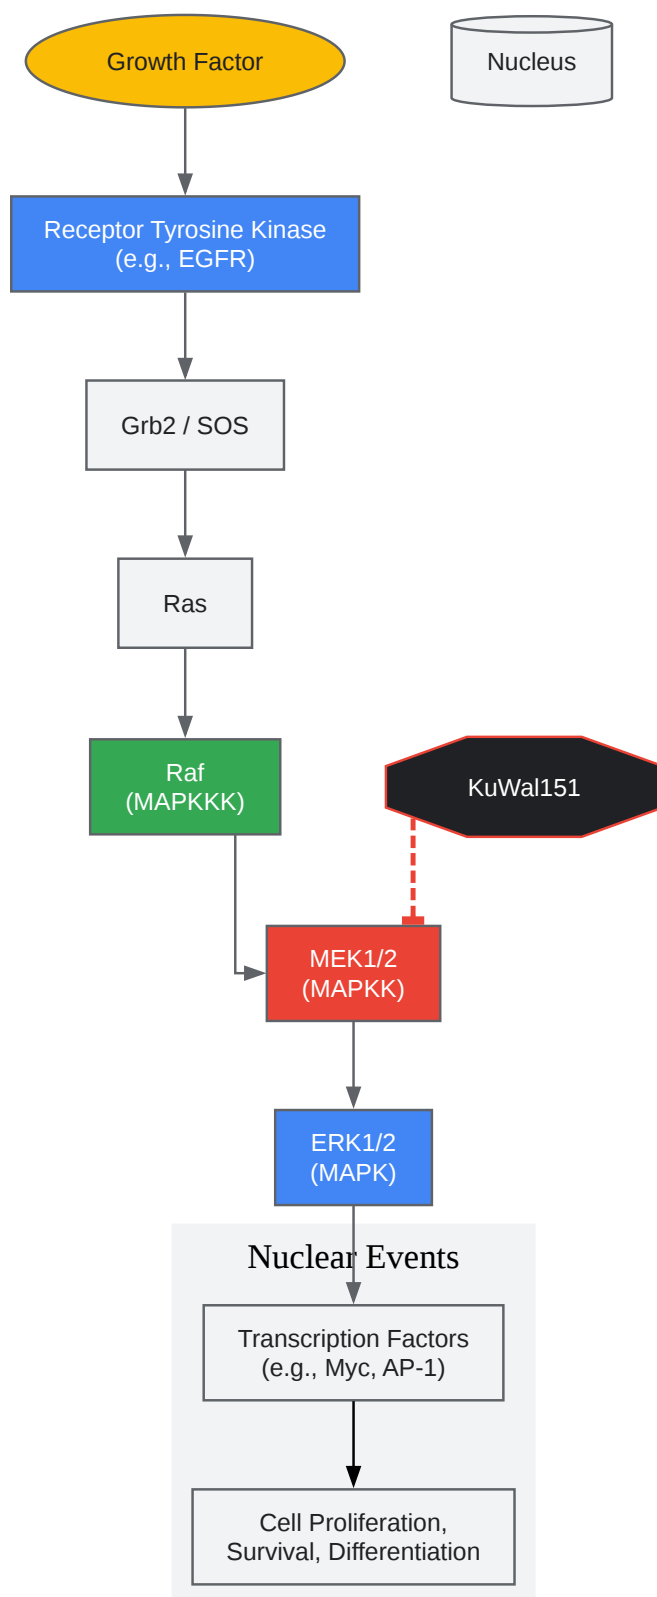 Growth Factor
Nucleus
Receptor Tyrosine Kinase
(e.g., EGFR)
Grb2 / SOS
Ras
Raf
(MAPKKK)
KuWal151
MEK1/2
(MAPKK)
ERK1/2
(MAPK)
Nuclear Events
Transcription Factors
(e.g., Myc, AP-1)
Cell Proliferation,
Survival, Differentiation